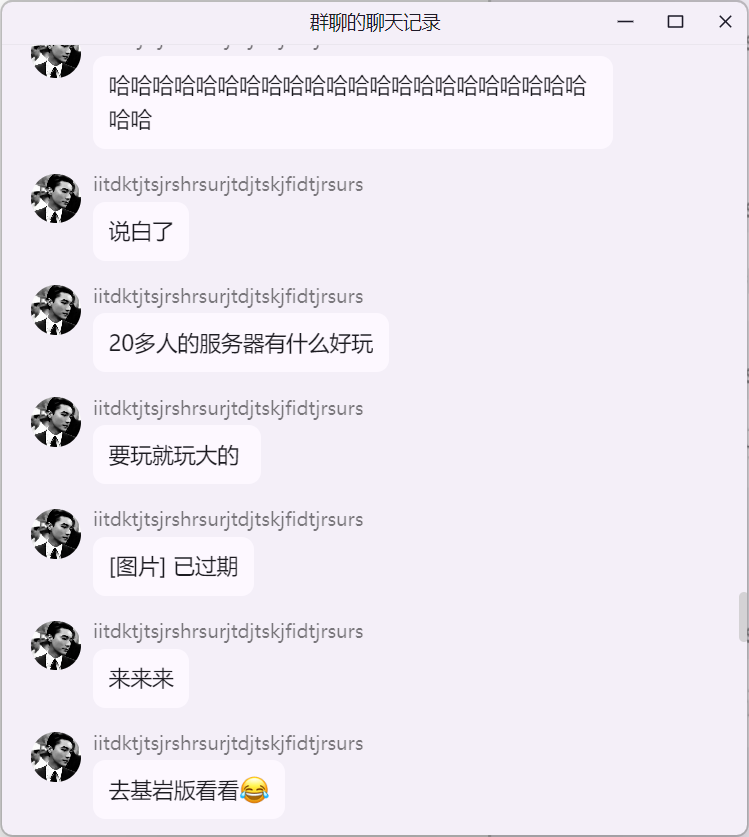 群聊的聊天记录
哈哈哈哈哈哈哈哈哈哈哈哈哈哈哈哈哈哈哈哈哈哈
哈哈
iitdktjtsjrshrsurjtdjtskjfidtjrsurs
说白了
iitdktjtsjrshrsurjtdjtskjfidtjrsurs
20多人的服务器有什么好玩
iitdktjtsjrshrsurjtdjtskjfidtjrsurs
要玩就玩大的
iitdktjtsjrshrsurjtdjtskjfidtjrsurs
[图片] 已过期
iitdktjtsjrshrsurjtdjtskjfidtjrsurs
来来来
iitdktjtsjrshrsurjtdjtskjfidtjrsurs
去基岩版看看😂